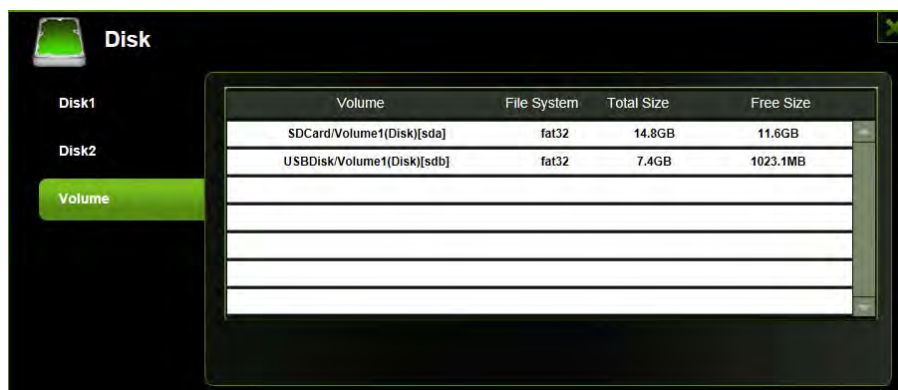 Disk
Disk1
Disk2
Volume
Volume File System Total Size Free Size
SDCard/Volume1(Disk)[sda] fat32 14.8GB 11.6GB
USBDisk/Volume1(Disk)[sdb] fat32 7.4GB 1023.1MB